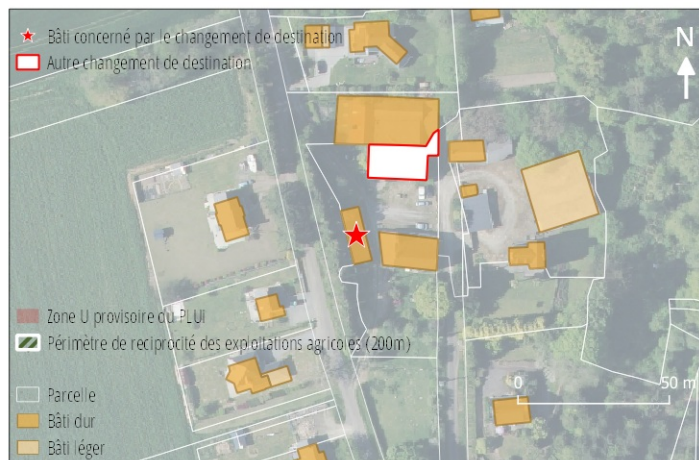 Bâti concerné par le changement de destination
Autre changement de destination
N
Zone U provisoire du PLUi
Périmètre de reciprocité des exploitations agricoles (200m)
Parcelle
Bâti dur
Bâti léger
0 50 m